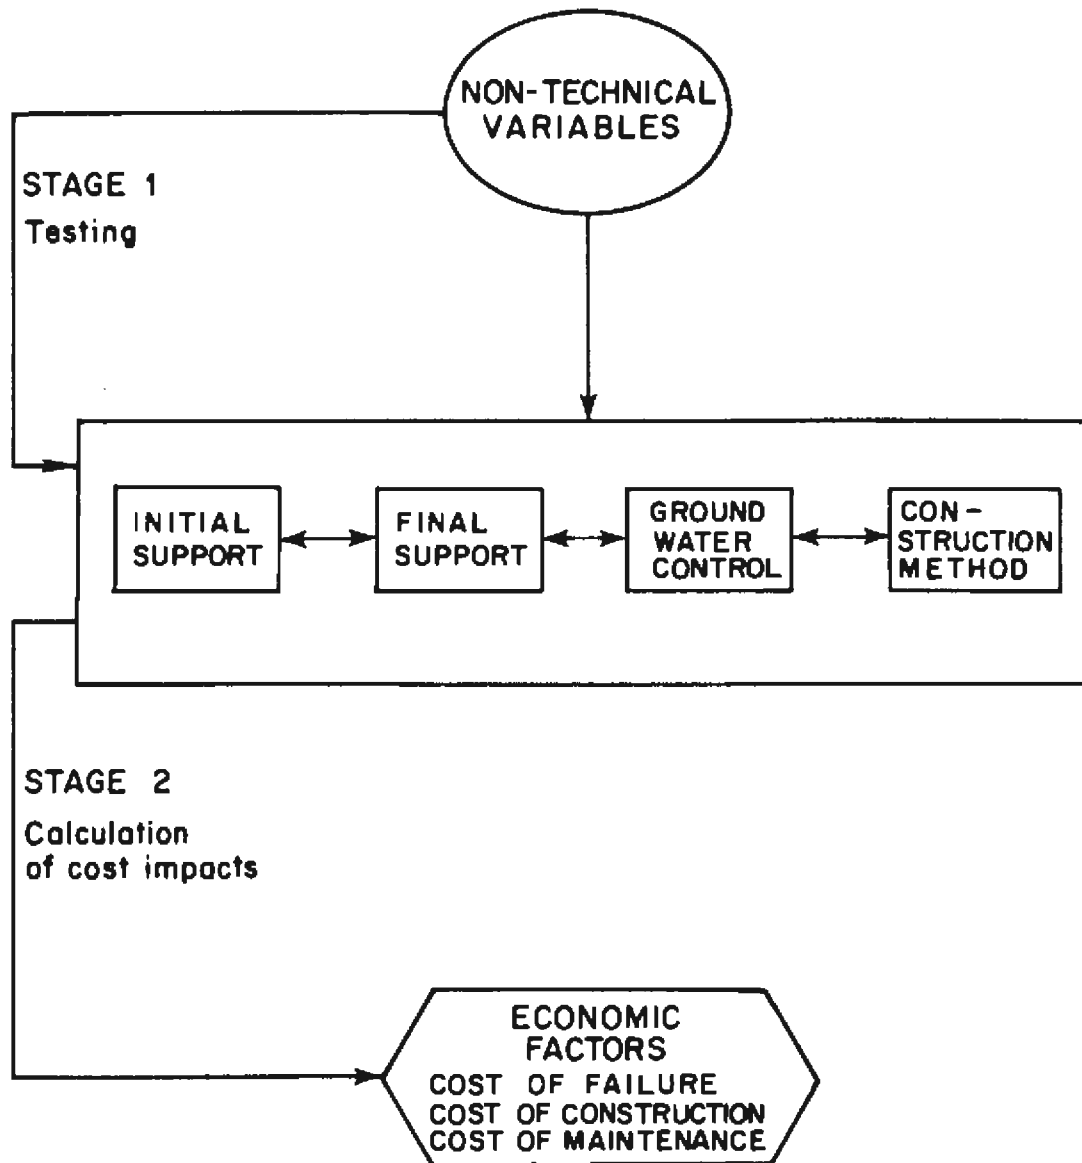 NON-TECHNICAL
VARIABLES
STAGE 1
Testing
INITIAL
SUPPORT
FINAL
SUPPORT
GROUND
WATER
CONTROL
CON-
STRUCTION
METHOD
STAGE 2
Calculation
of cost impacts
ECONOMIC
FACTORS
COST OF FAILURE
COST OF CONSTRUCTION
COST OF MAINTENANCE